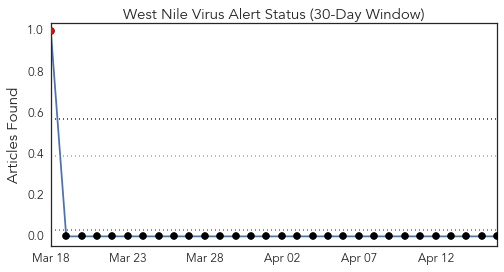 West Nile Virus Alert Status (30-Day Window)
Articles Found
1.0
0.8
0.6
0.4
0.2
0.0
Mar 18 Mar 23 Mar 28 Apr 02 Apr 07 Apr 12